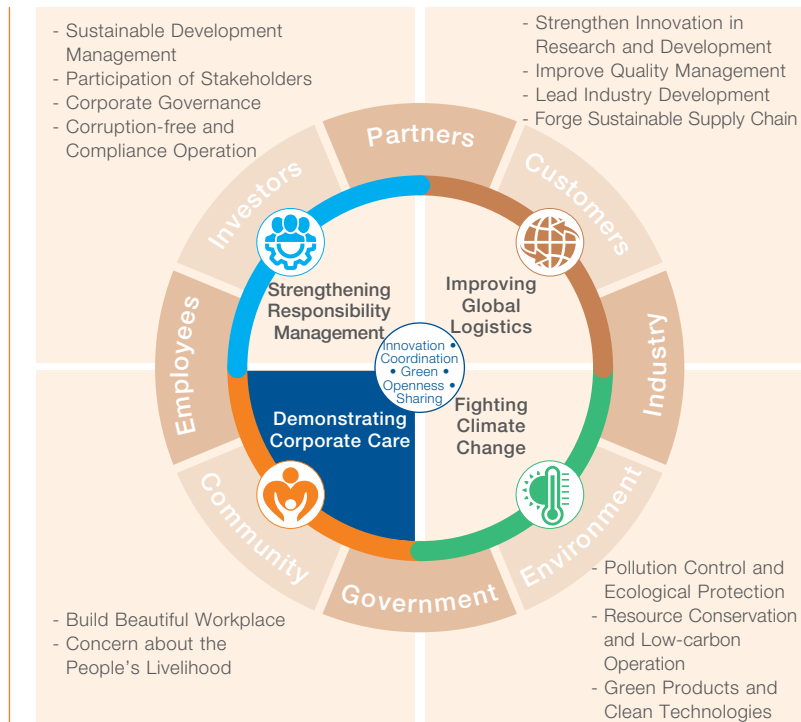 - Sustainable Development
Management
- Participation of Stakeholders
- Corporate Governance
- Corruption-free and
Compliance Operation
- Strengthen Innovation in
Research and Development
- Improve Quality Management
- Lead Industry Development
- Forge Sustainable Supply Chain
Partners
Investors
Customers
Employees
Industry
Strengthening
Responsibility
Management
Improving
Global
Logistics
Innovation •
Coordination
• Green •
Openness •
Sharing
Demonstrating
Corporate Care
Fighting
Climate
Change
Community
Environment
Government
- Build Beautiful Workplace
- Concern about the
People's Livelihood
- Pollution Control and
Ecological Protection
- Resource Conservation
and Low-carbon
Operation
- Green Products and
Clean Technologies